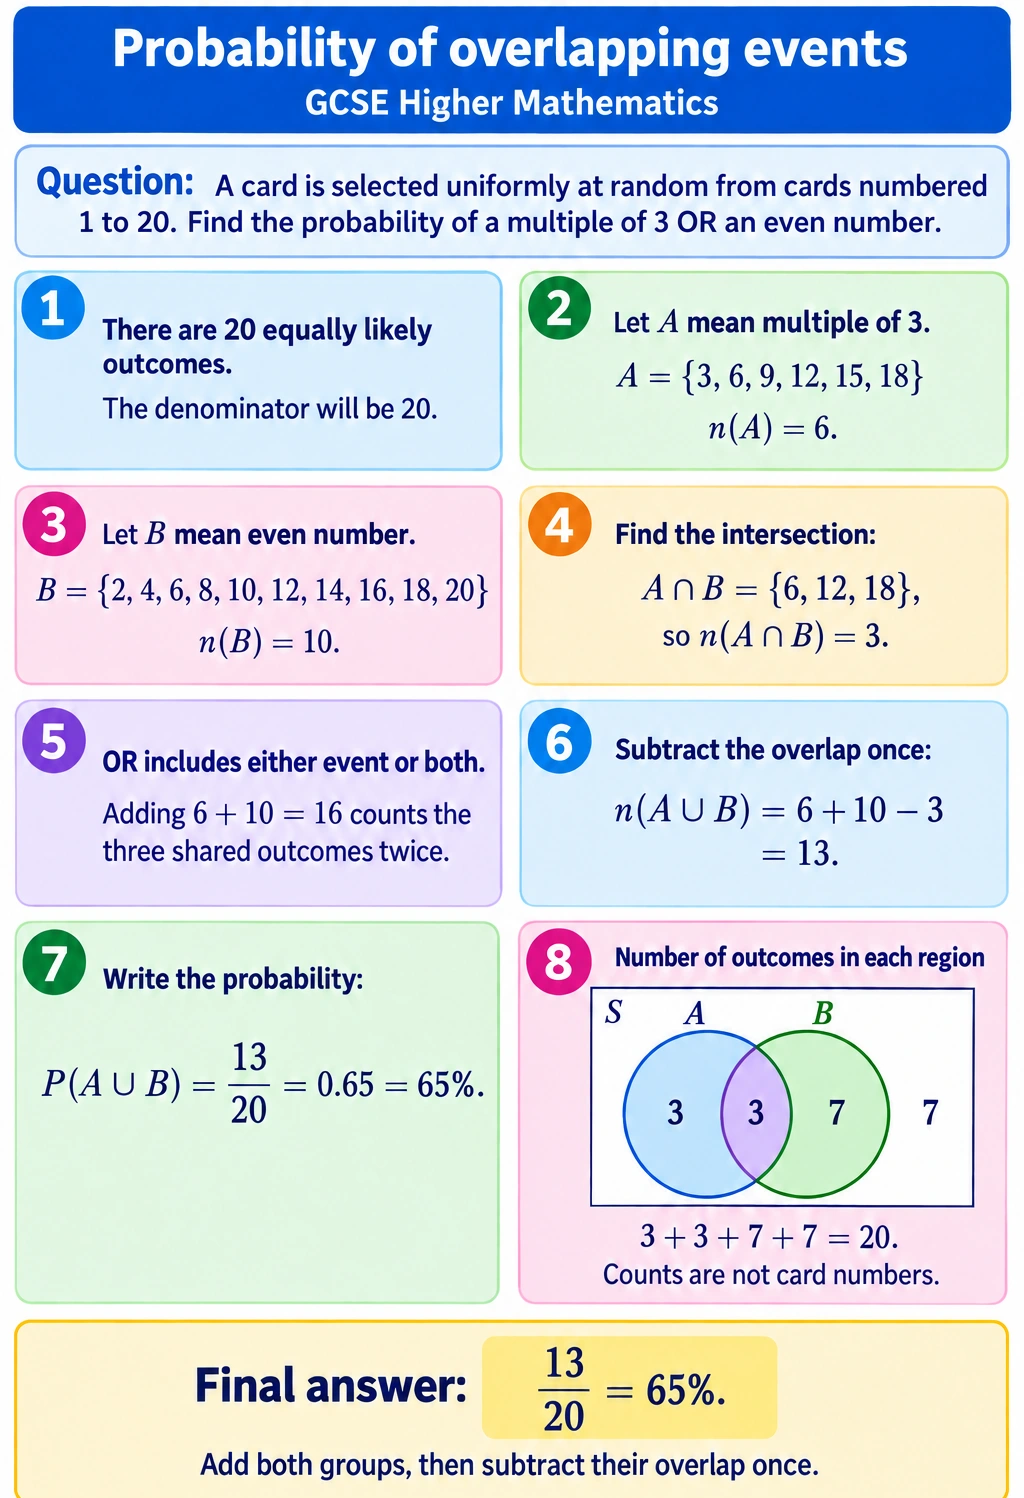 Probability of overlapping events
GCSE Higher Mathematics
Question: A card is selected uniformly at random from cards numbered
1 to 20. Find the probability of a multiple of 3 OR an even number.
1
There are 20 equally likely
outcomes.
The denominator will be 20.
2
Let A mean multiple of 3.
A = {3, 6, 9, 12, 15, 18}
n(A) = 6.
3
Let B mean even number.
B = {2, 4, 6, 8, 10, 12, 14, 16, 18, 20}
n(B) = 10.
4
Find the intersection:
A ∩ B = {6, 12, 18},
so n(A ∩ B) = 3.
5
OR includes either event or both.
Adding 6 + 10 = 16 counts the
three shared outcomes twice.
6
Subtract the overlap once:
n(A ∪ B) = 6 + 10 − 3
= 13.
7
Write the probability:
P(A ∪ B) = 13/20 = 0.65 = 65%.
8
Number of outcomes in each region
S A B
3 3 7 7
3 + 3 + 7 + 7 = 20.
Counts are not card numbers.
Final answer: 13/20 = 65%.
Add both groups, then subtract their overlap once.